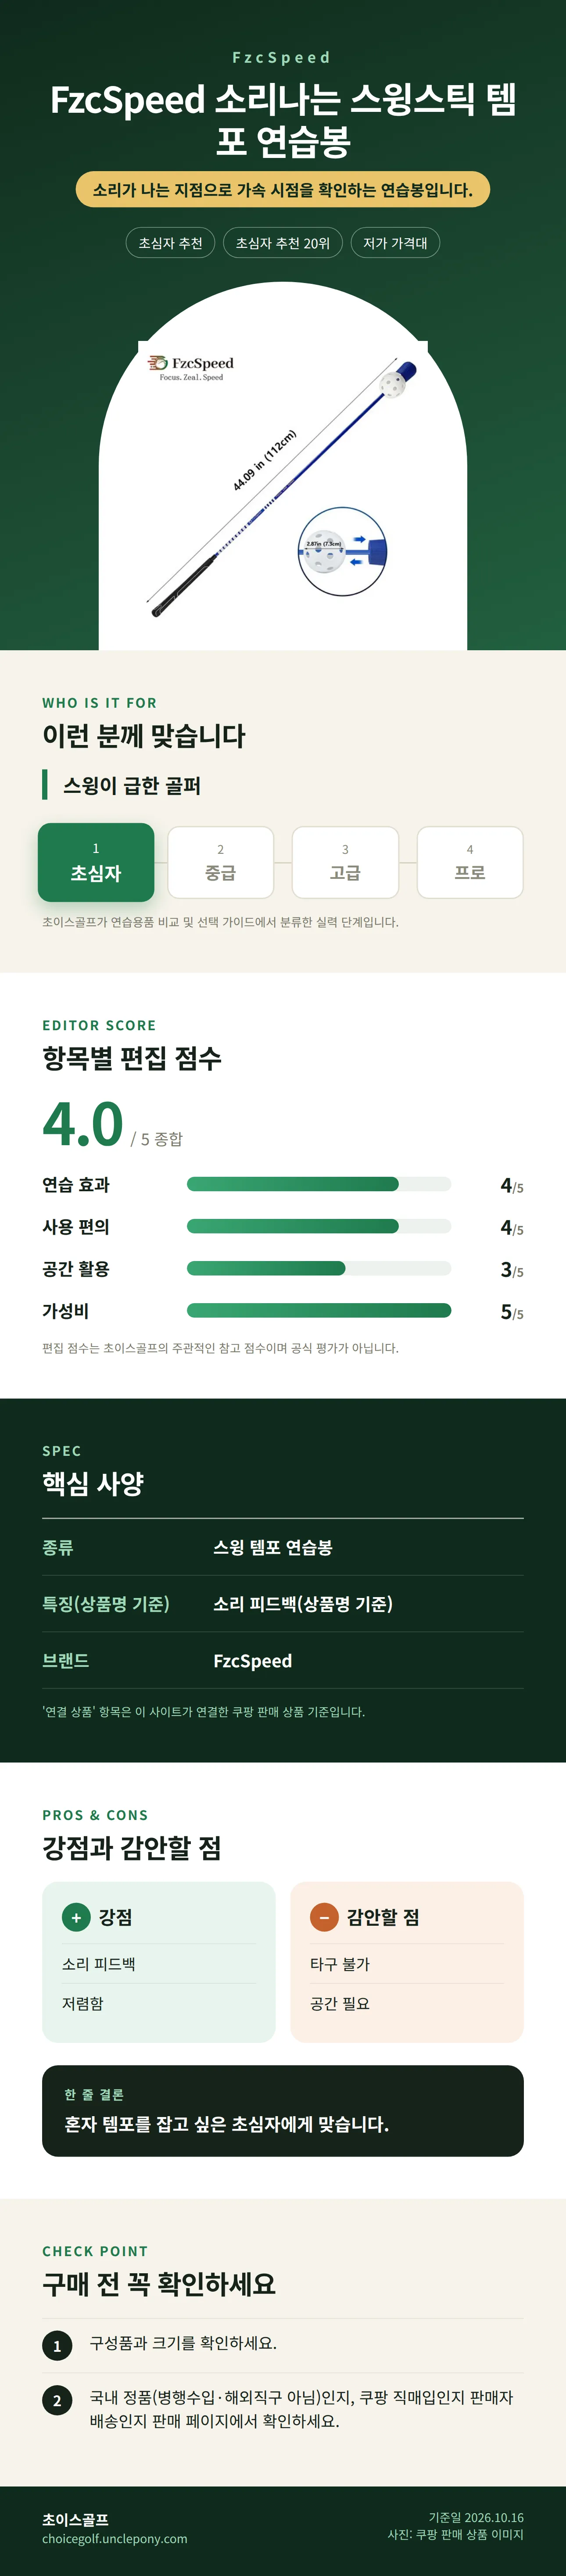 FzcSpeed
FzcSpeed 소리나는 스윙스틱 템
포 연습봉
소리가 나는 지점으로 가속 시점을 확인하는 연습봉입니다.
초심자 추천
초심자 추천 20위
저가 가격대
FzcSpeed
Focus. Zeal. Speed
44.09 in (112cm)
2.87in (7.3cm)
WHO IS IT FOR
이런 분께 맞습니다
스윙이 급한 골퍼
1
초심자
2
중급
3
고급
4
프로
초이스골프가 연습용품 비교 및 선택 가이드에서 분류한 실력 단계입니다.
EDITOR SCORE
항목별 편집 점수
4.0 / 5 종합
연습 효과 4/5
사용 편의 4/5
공간 활용 3/5
가성비 5/5
편집 점수는 초이스골프의 주관적인 참고 점수이며 공식 평가가 아닙니다.
SPEC
핵심 사양
종류 스윙 템포 연습봉
특징(상품명 기준) 소리 피드백(상품명 기준)
브랜드 FzcSpeed
'연결 상품' 항목은 이 사이트가 연결한 쿠팡 판매 상품 기준입니다.
PROS & CONS
강점과 감안할 점
+ 강점
소리 피드백
저렴함
− 감안할 점
타구 불가
공간 필요
한 줄 결론
혼자 템포를 잡고 싶은 초심자에게 맞습니다.
CHECK POINT
구매 전 꼭 확인하세요
1 구성품과 크기를 확인하세요.
2 국내 정품(병행수입·해외직구 아님)인지, 쿠팡 직매입인지 판매자
배송인지 판매 페이지에서 확인하세요.
초이스골프
choicegolf.unclepony.com
기준일 2026.10.16
사진: 쿠팡 판매 상품 이미지